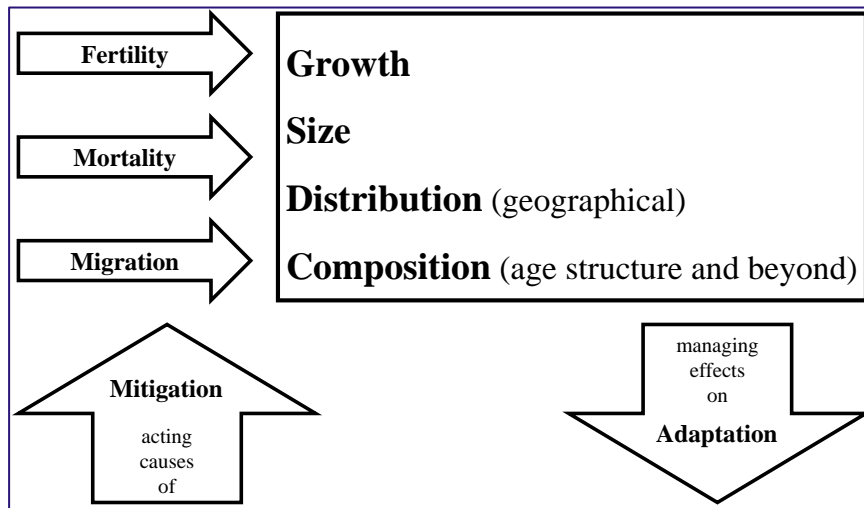 Fertility
Growth
Size
Mortality
Distribution (geographical)
Migration
Composition (age structure and beyond)
Mitigation
acting
causes
of
managing
effects
on
Adaptation